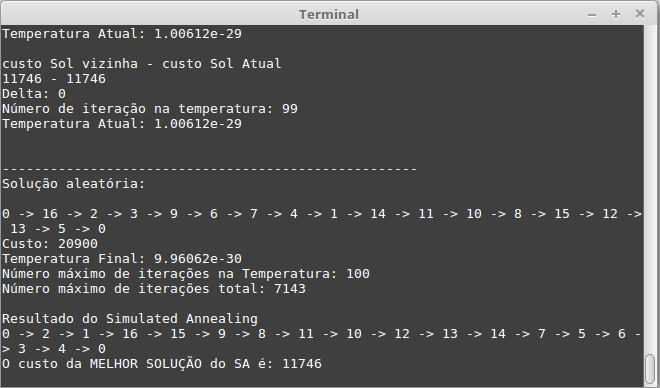 Terminal
Temperatura Atual: 1.00612e-29
custo Sol vizinha - custo Sol Atual
11746 - 11746
Delta: 0
Número de iteração na temperatura: 99
Temperatura Atual: 1.00612e-29
----------------------------------------------------
Solução aleatória:
0 -> 16 -> 2 -> 3 -> 9 -> 6 -> 7 -> 4 -> 1 -> 14 -> 11 -> 10 -> 8 -> 15 -> 12 ->
13 -> 5 -> 0
Custo: 20900
Temperatura Final: 9.96062e-30
Número máximo de iterações na Temperatura: 100
Número máximo de iterações total: 7143
Resultado do Simulated Annealing
0 -> 2 -> 1 -> 16 -> 15 -> 9 -> 8 -> 11 -> 10 -> 12 -> 13 -> 14 -> 7 -> 5 -> 6 -
> 3 -> 4 -> 0
O custo da MELHOR SOLUÇÃO do SA é: 11746